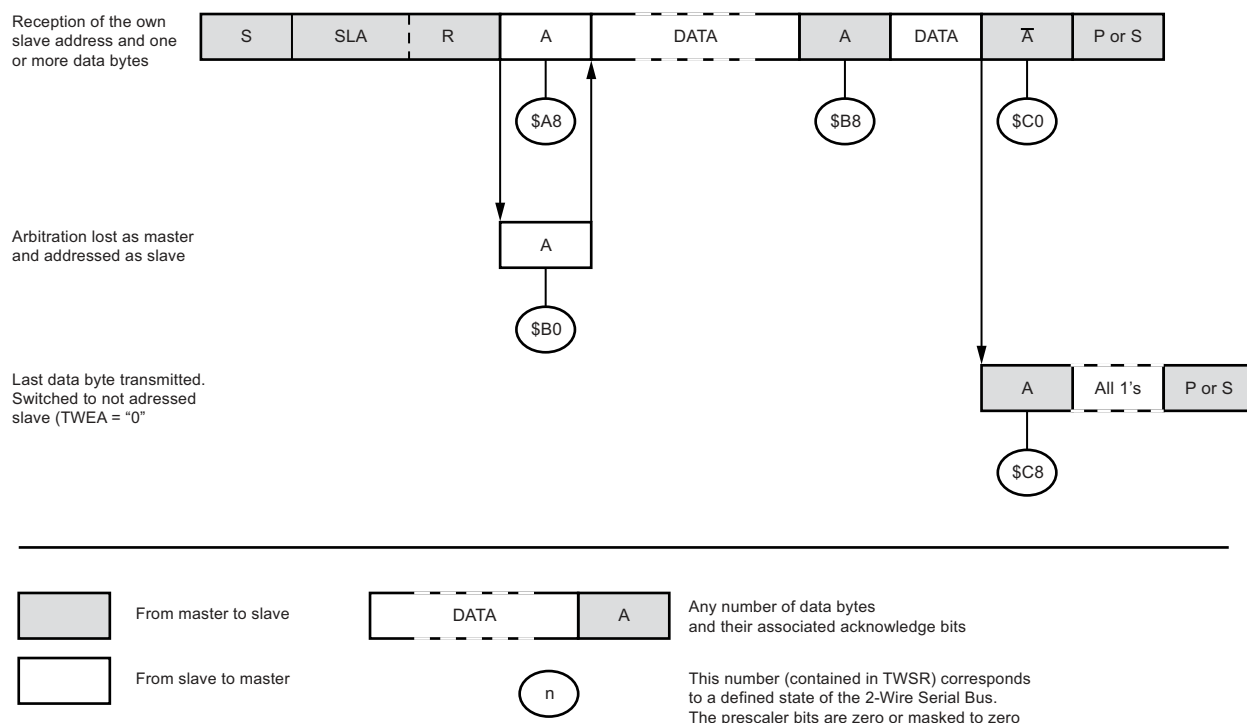 Reception of the own
slave address and one
or more data bytes
S SLA R A DATA A DATA A̅ P or S
$A8 $B8 $C0
Arbitration lost as master
and addressed as slave
A
$B0
Last data byte transmitted.
Switched to not adressed
slave (TWEA = “0”
A All 1's P or S
$C8
From master to slave
DATA A
Any number of data bytes
and their associated acknowledge bits
From slave to master
n
This number (contained in TWSR) corresponds
to a defined state of the 2-Wire Serial Bus.
The prescaler bits are zero or masked to zero